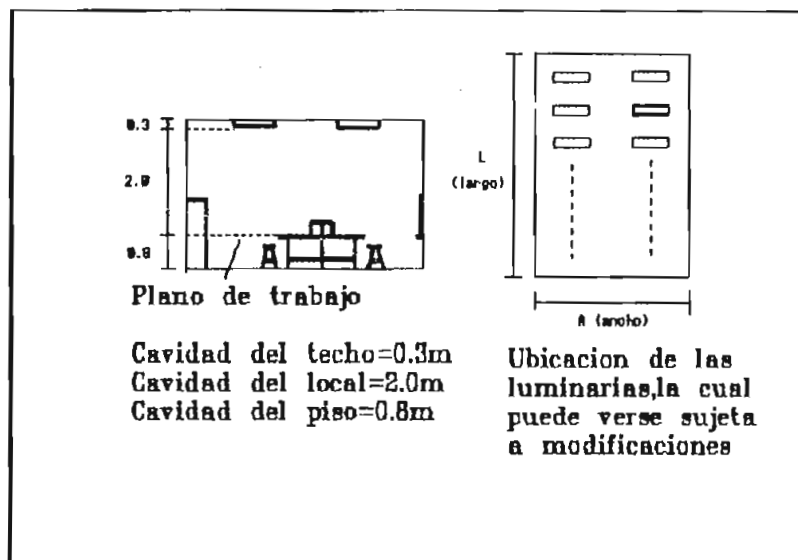 0.3
2.0
0.8
Plano de trabajo
Cavidad del techo=0.3m
Cavidad del local=2.0m
Cavidad del piso=0.8m
L
(largo)
A (ancho)
Ubicacion de las
luminarias,la cual
puede verse sujeta
a modificaciones